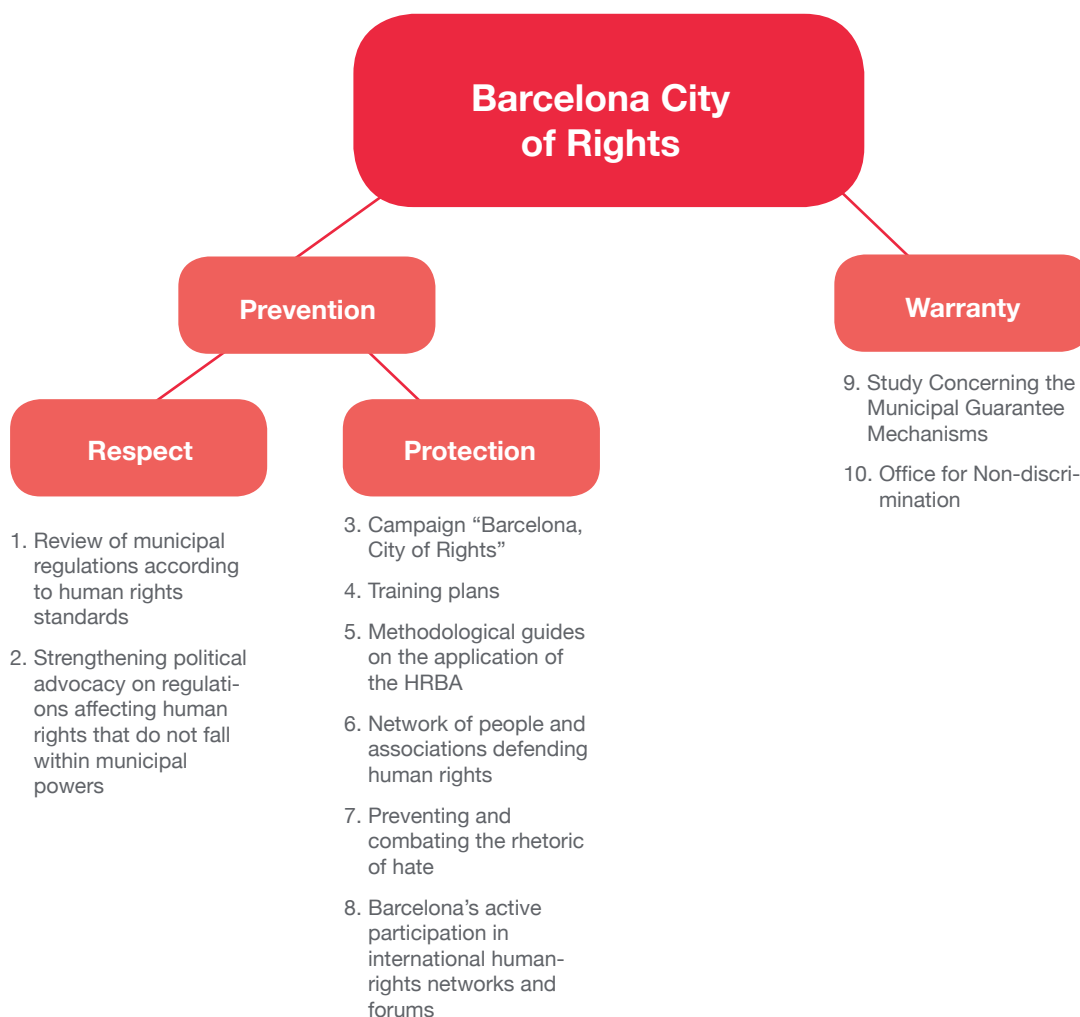 Barcelona City
of Rights
Prevention
Warranty
Respect
Protection
1. Review of municipal
regulations according
to human rights
standards
2. Strengthening political
advocacy on regulati-
ons affecting human
rights that do not fall
within municipal
powers
3. Campaign “Barcelona,
City of Rights”
4. Training plans
5. Methodological guides
on the application of
the HRBA
6. Network of people and
associations defending
human rights
7. Preventing and
combating the rhetoric
of hate
8. Barcelona’s active
participation in
international human-
rights networks and
forums
9. Study Concerning the
Municipal Guarantee
Mechanisms
10. Office for Non-discri-
mination